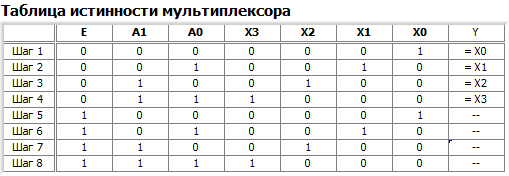 Таблица истинности мультиплексора
E A1 A0 X3 X2 X1 X0 Y
Шаг 1 0 0 0 0 0 0 1 = X0
Шаг 2 0 0 1 0 0 1 0 = X1
Шаг 3 0 1 0 0 1 0 0 = X2
Шаг 4 0 1 1 1 0 0 0 = X3
Шаг 5 1 0 0 0 0 0 1 --
Шаг 6 1 0 1 0 0 1 0 --
Шаг 7 1 1 0 0 1 0 0 --
Шаг 8 1 1 1 1 0 0 0 --